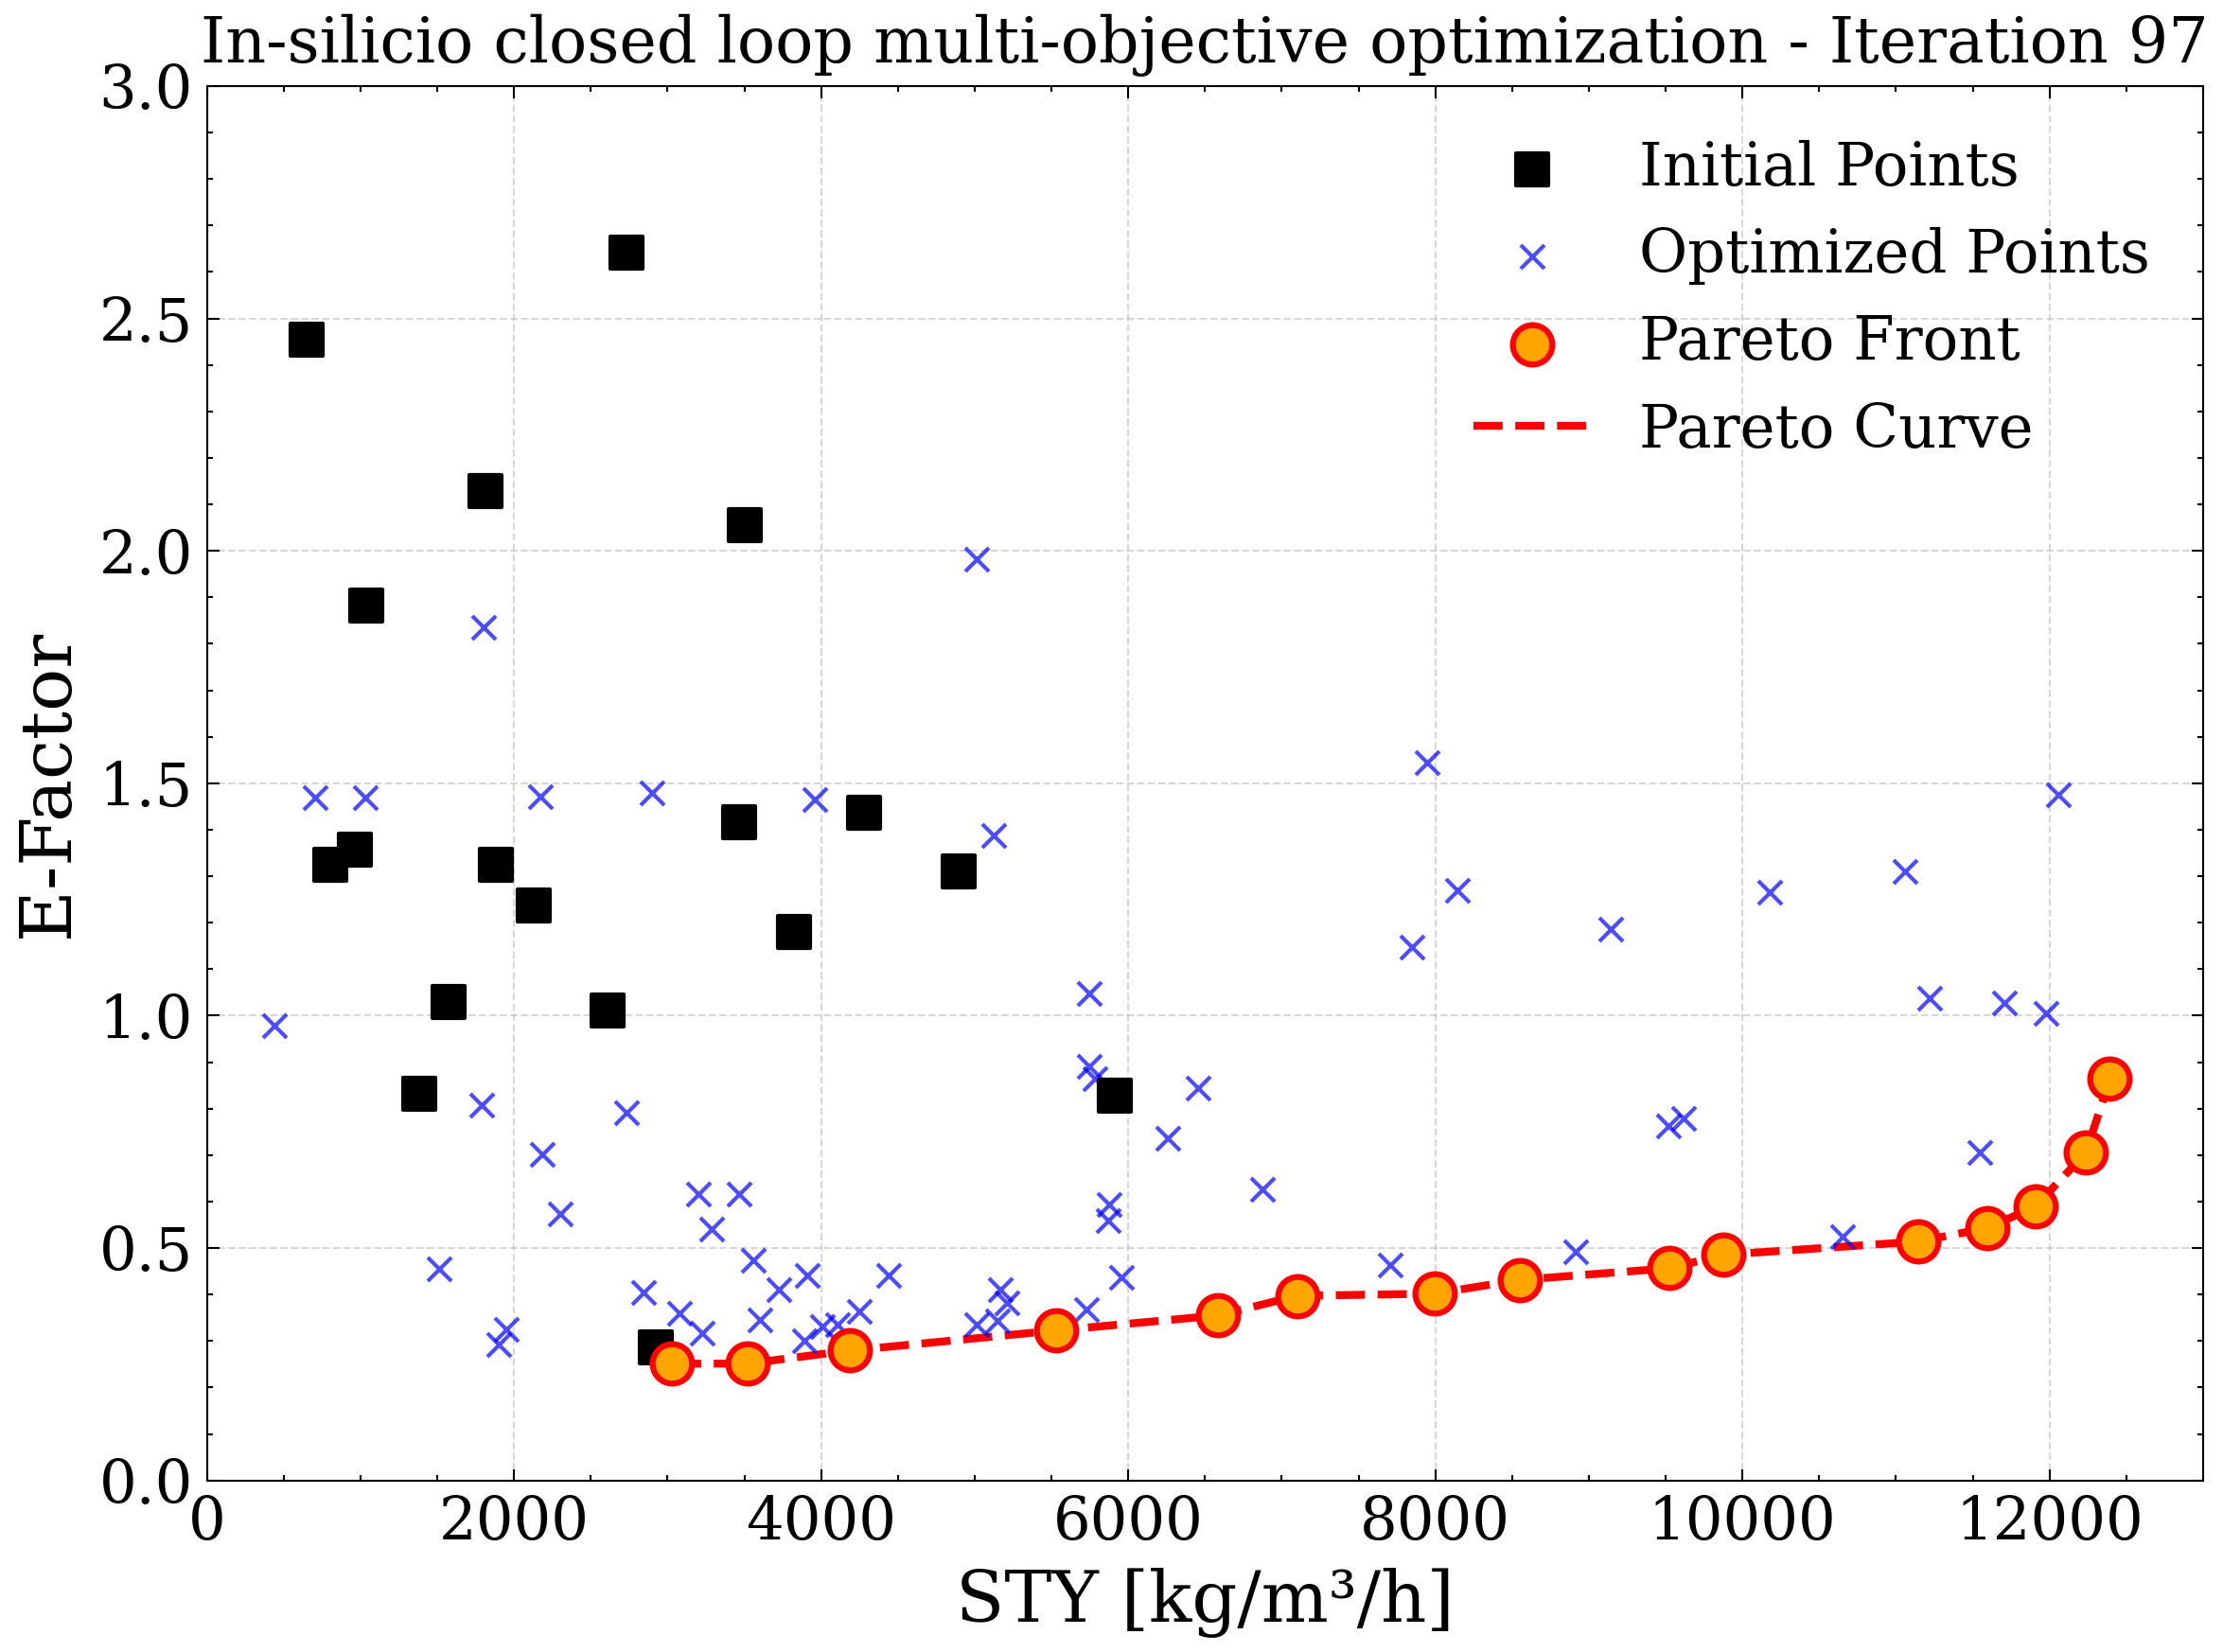 In-silicio closed loop multi-objective optimization - Iteration 97
3.0
2.5
2.0
1.5
1.0
0.5
0.0
E-Factor
Initial Points
Optimized Points
Pareto Front
Pareto Curve
0 2000 4000 6000 8000 10000 12000
STY [kg/m³/h]